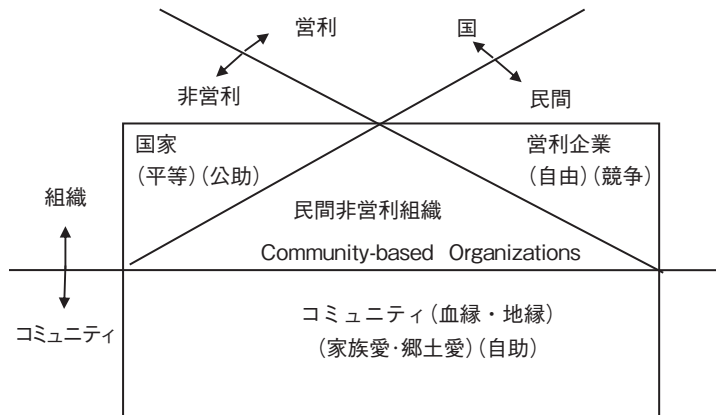 営利
国
非営利
民間
国家
(平等)(公助)
営利企業
(自由)(競争)
組織
民間非営利組織
Community-based Organizations
コミュニティ
コミュニティ(血縁・地縁)
(家族愛・郷土愛)(自助)